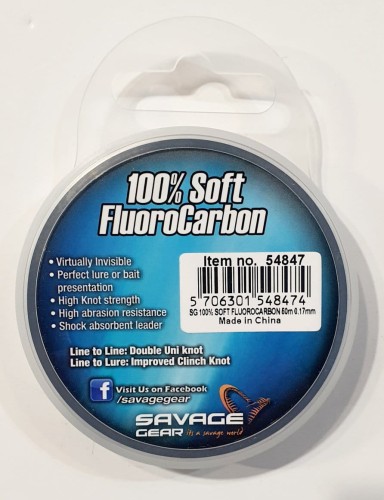 100% Soft
FluoroCarbon
• Virtually Invisible
• Perfect lure or bait
presentation
• High Knot strength
• High abrasion resistance
• Shock absorbent leader
Item no. 54847
5 706301 548474
SG 100% SOFT FLUOROCARBON 50m 0.17mm
Made in China
Line to Line: Double Uni knot
Line to Lure: Improved Clinch Knot
f
Visit Us on Facebook
/savagegear
SAVAGE
GEAR its a savage world